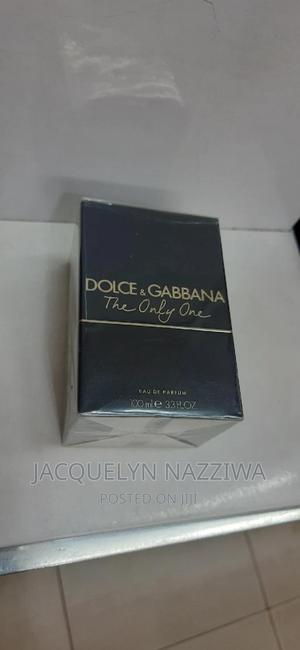 DOLCE & GABBANA
The Only One
EAU DE PARFUM
100 ml ℮ 3.3 FL.OZ
JACQUELYN NAZZIWA
POSTED ON JIJI